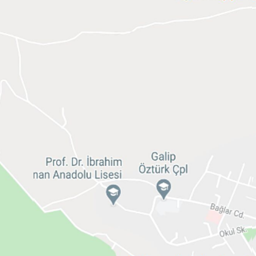 Galip
Öztürk Çpl
Prof. Dr. İbrahim
nan Anadolu Lisesi
Bağlar Cd.
Okul Sk